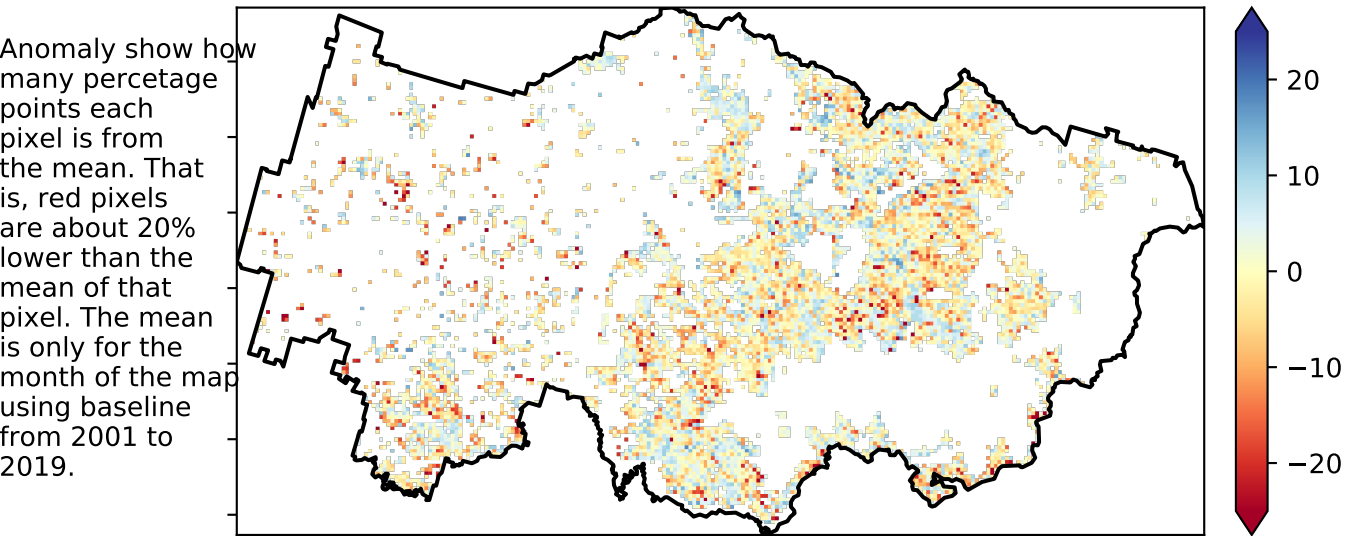 Anomaly show how
many percetage
points each
pixel is from
the mean. That
is, red pixels
are about 20%
lower than the
mean of that
pixel. The mean
is only for the
month of the map
using baseline
from 2001 to
2019.
20
10
0
−10
−20